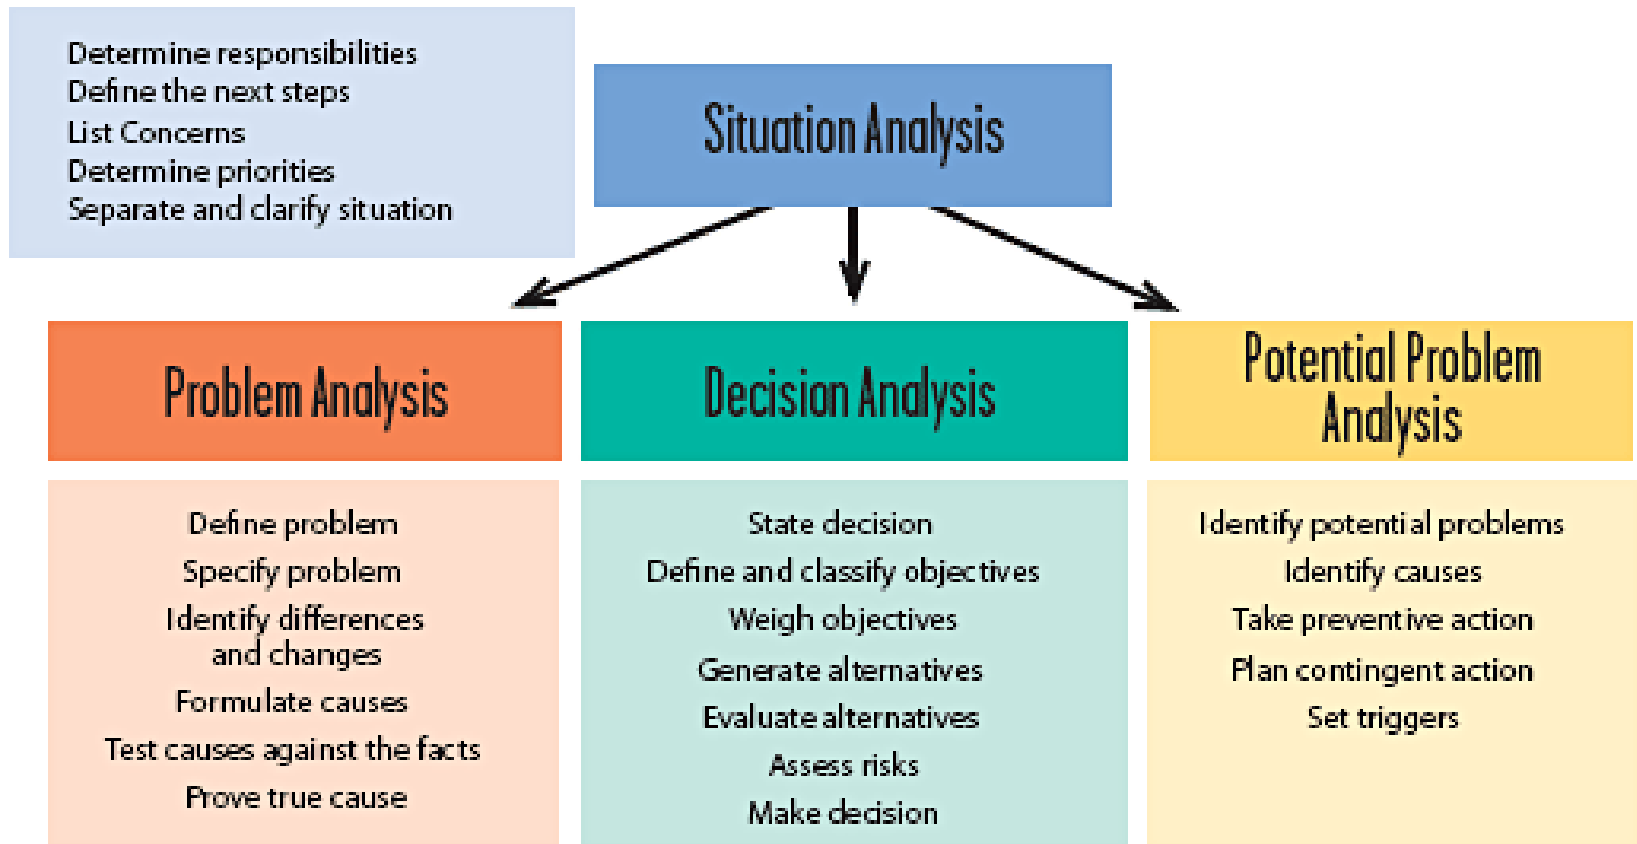 Determine responsibilities
Define the next steps
List Concerns
Determine priorities
Separate and clarify situation
Situation Analysis
Problem Analysis
Define problem
Specify problem
Identify differences
and changes
Formulate causes
Test causes against the facts
Prove true cause
Decision Analysis
State decision
Define and classify objectives
Weigh objectives
Generate alternatives
Evaluate alternatives
Assess risks
Make decision
Potential Problem
Analysis
Identify potential problems
Identify causes
Take preventive action
Plan contingent action
Set triggers